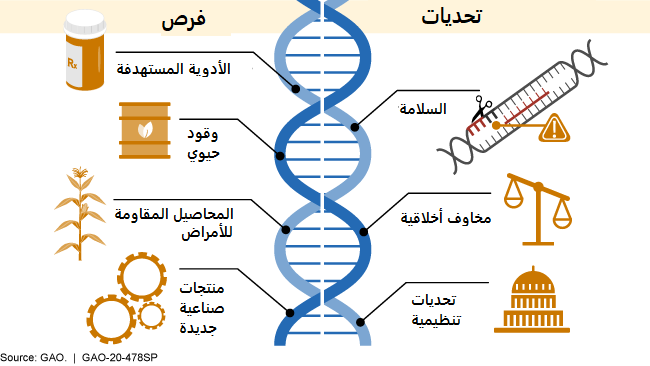 فرص
تحديات
الأدوية المستهدفة
وقود
حيوي
المحاصيل المقاومة
للأمراض
منتجات
صناعية
جديدة
السلامة
مخاوف أخلاقية
تحديات
تنظيمية
Rx
Source: GAO. | GAO-20-478SP